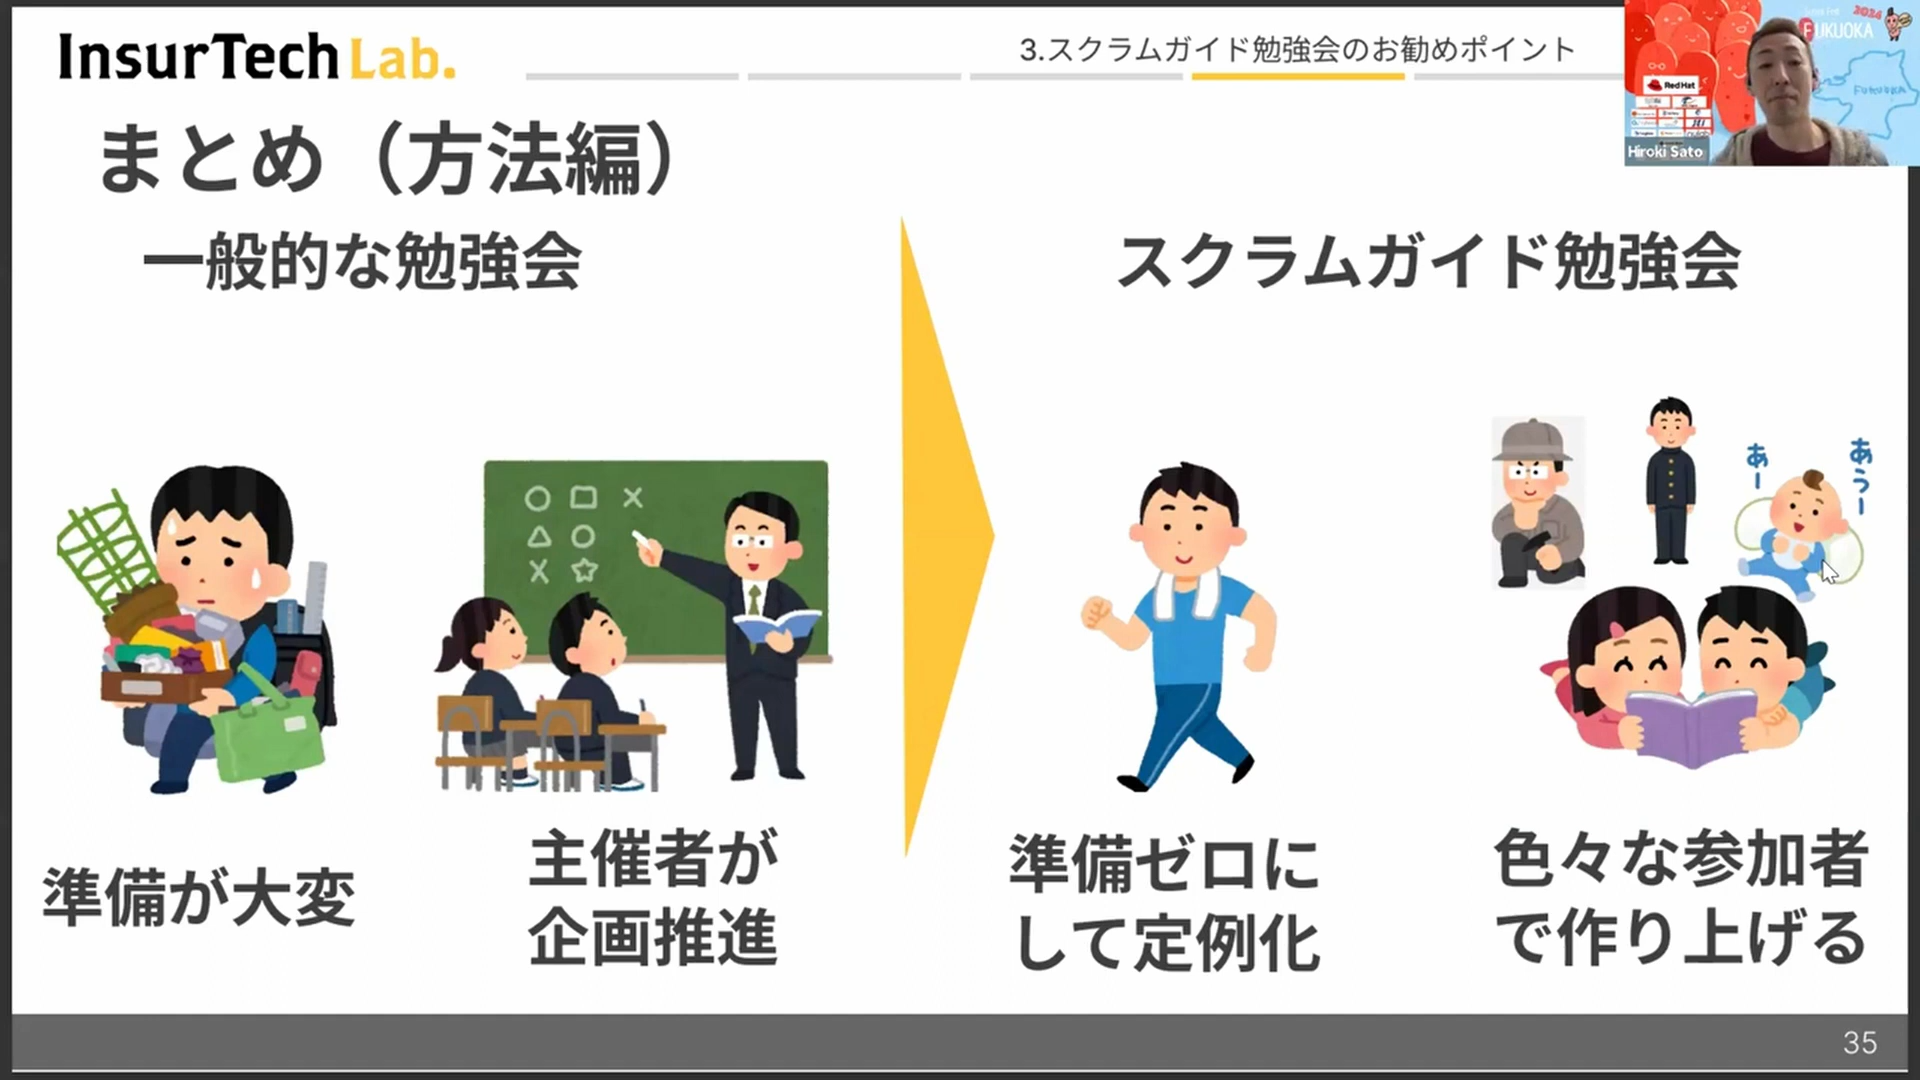 InsurTech Lab.
3.スクラムガイド勉強会のお勧めポイント
2024
FUKUOKA
RedHat
Fukuoka
Hiroki Sato
まとめ（方法編）
一般的な勉強会
スクラムガイド勉強会
あー
あうー
準備が大変
主催者が
企画推進
準備ゼロに
して定例化
色々な参加者
で作り上げる
35